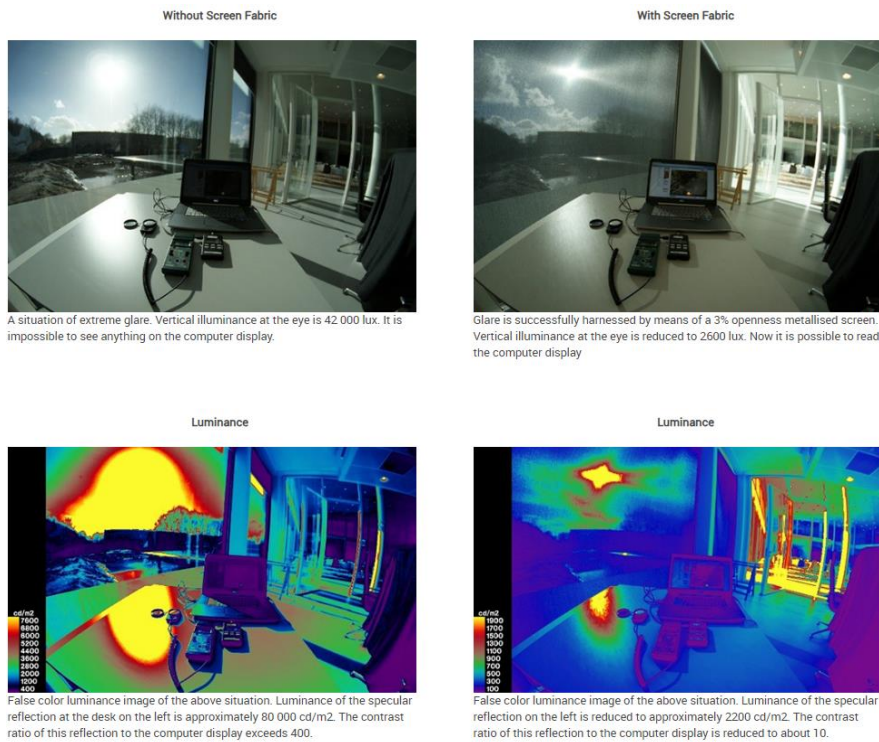 Without Screen Fabric
With Screen Fabric
A situation of extreme glare. Vertical illuminance at the eye is 42 000 lux. It is
impossible to see anything on the computer display.
Glare is successfully harnessed by means of a 3% openness metallised screen.
Vertical illuminance at the eye is reduced to 2600 lux. Now it is possible to read
the computer display
Luminance
Luminance
cd/m2
7600
6800
6000
5200
4400
3600
2800
2000
1200
400
cd/m2
1900
1700
1500
1300
1100
900
700
500
300
100
False color luminance image of the above situation. Luminance of the specular
reflection at the desk on the left is approximately 80 000 cd/m2. The contrast
ratio of this reflection to the computer display exceeds 400.
False color luminance image of the above situation. Luminance of the specular
reflection on the left is reduced to approximately 2200 cd/m2. The contrast
ratio of this reflection to the computer display is reduced to about 10.